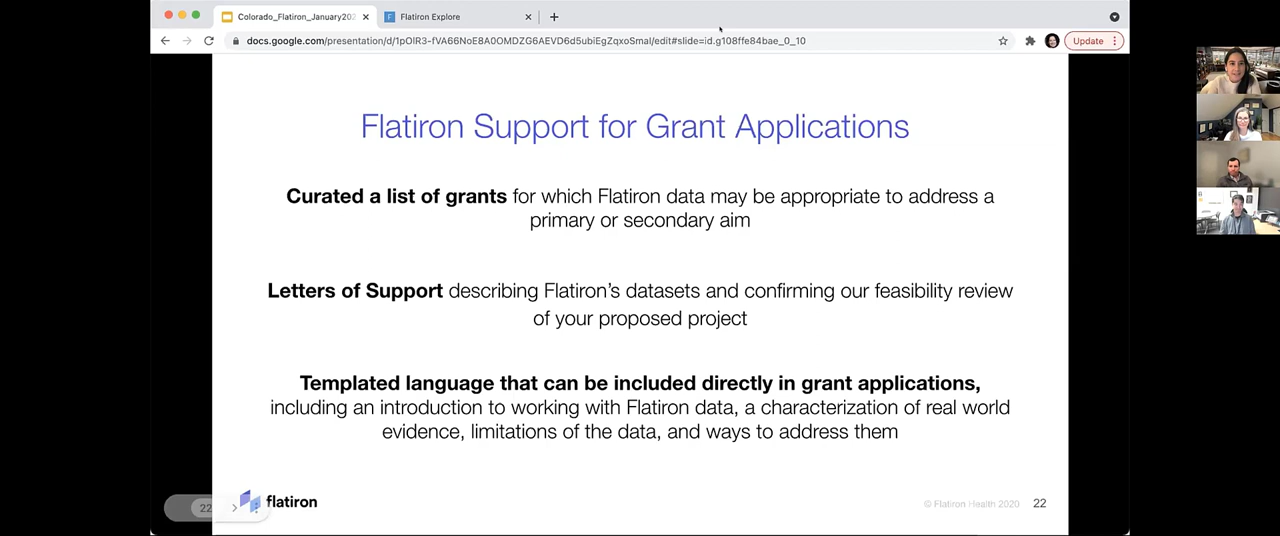 Colorado_Flatiron_January202
Flatiron Explore
docs.google.com/presentation/d/1pOlR3-fVA66NoE8A0OMDZG6AEVD6d5ubiEgZqxoSmaI/edit#slide=id.g108ffe84bae_0_10
Update
Flatiron Support for Grant Applications
Curated a list of grants for which Flatiron data may be appropriate to address a
primary or secondary aim
Letters of Support describing Flatiron’s datasets and confirming our feasibility review
of your proposed project
Templated language that can be included directly in grant applications,
including an introduction to working with Flatiron data, a characterization of real world
evidence, limitations of the data, and ways to address them
22
flatiron
© Flatiron Health 2020
22